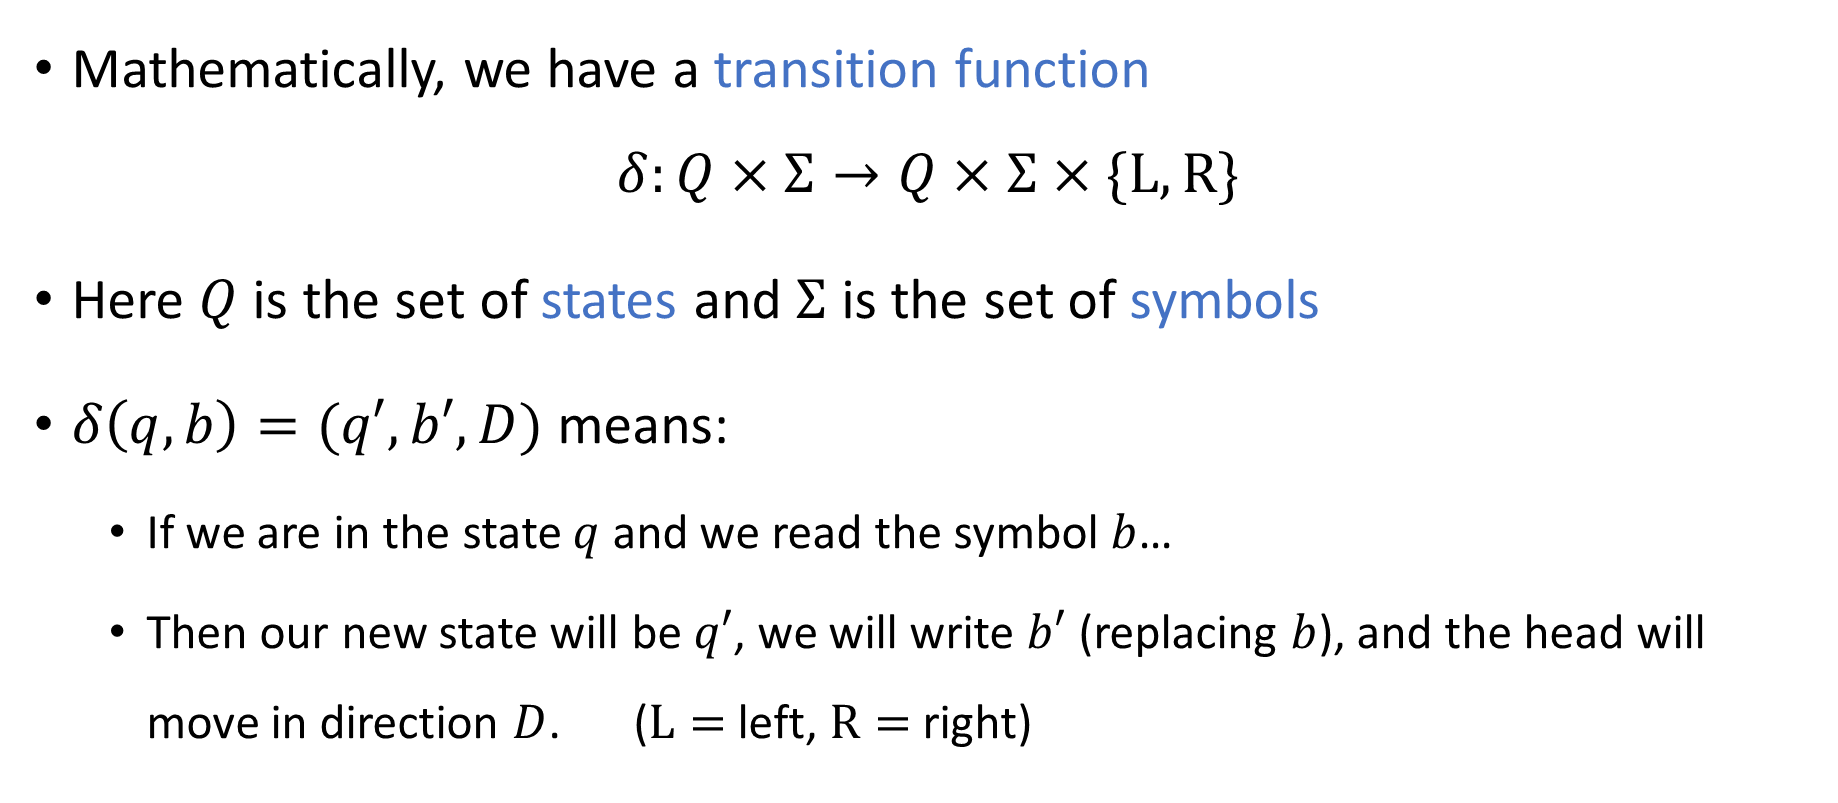 • Mathematically, we have a transition function
δ: Q × Σ → Q × Σ × {L, R}
• Here Q is the set of states and Σ is the set of symbols
• δ(q, b) = (q′, b′, D) means:
• If we are in the state q and we read the symbol b…
• Then our new state will be q′, we will write b′ (replacing b), and the head will
move in direction D. (L = left, R = right)